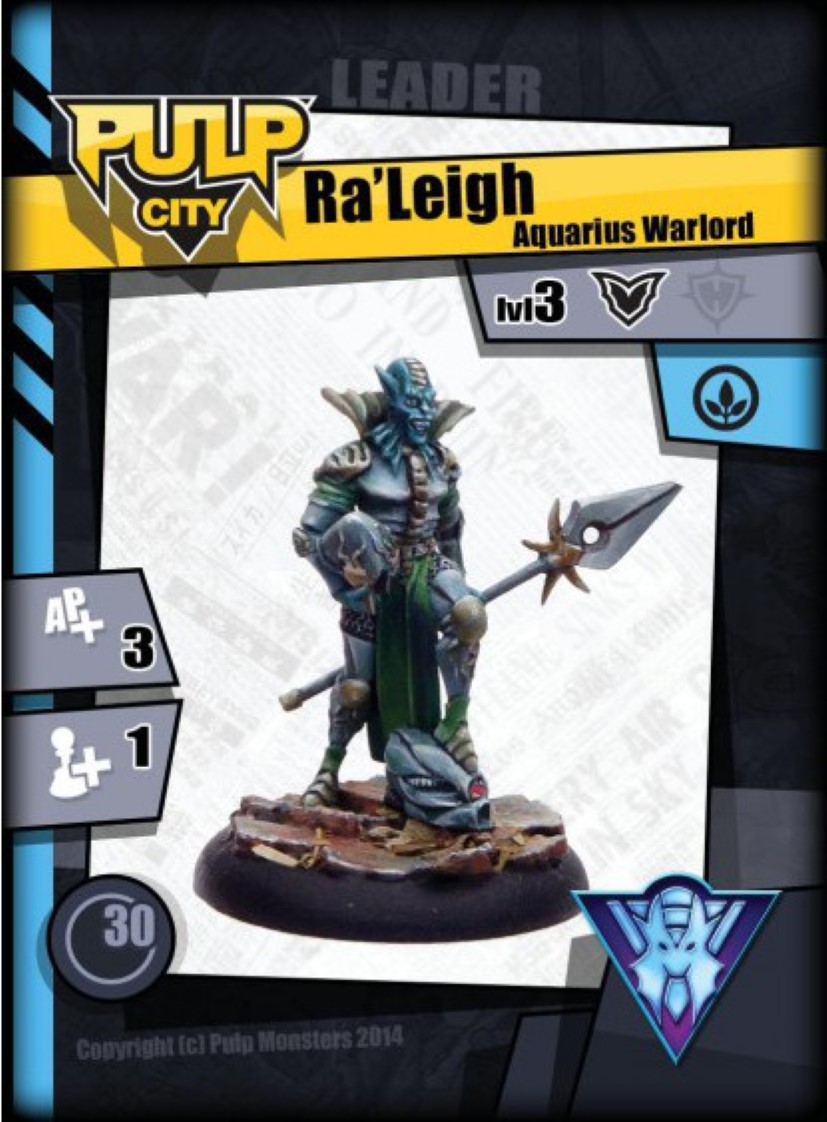 LEADER
PULP
CITY
Ra'Leigh
Aquarius Warlord
lvl3
AP+
3
+ 1
30
Copyright (c) Pulp Monsters 2014